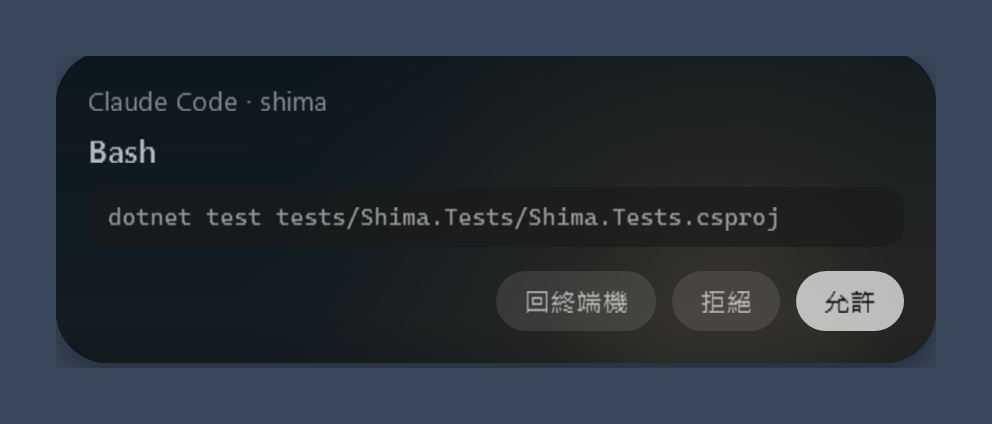 Claude Code · shima
Bash
dotnet test tests/Shima.Tests/Shima.Tests.csproj
回終端機 拒絕 允許